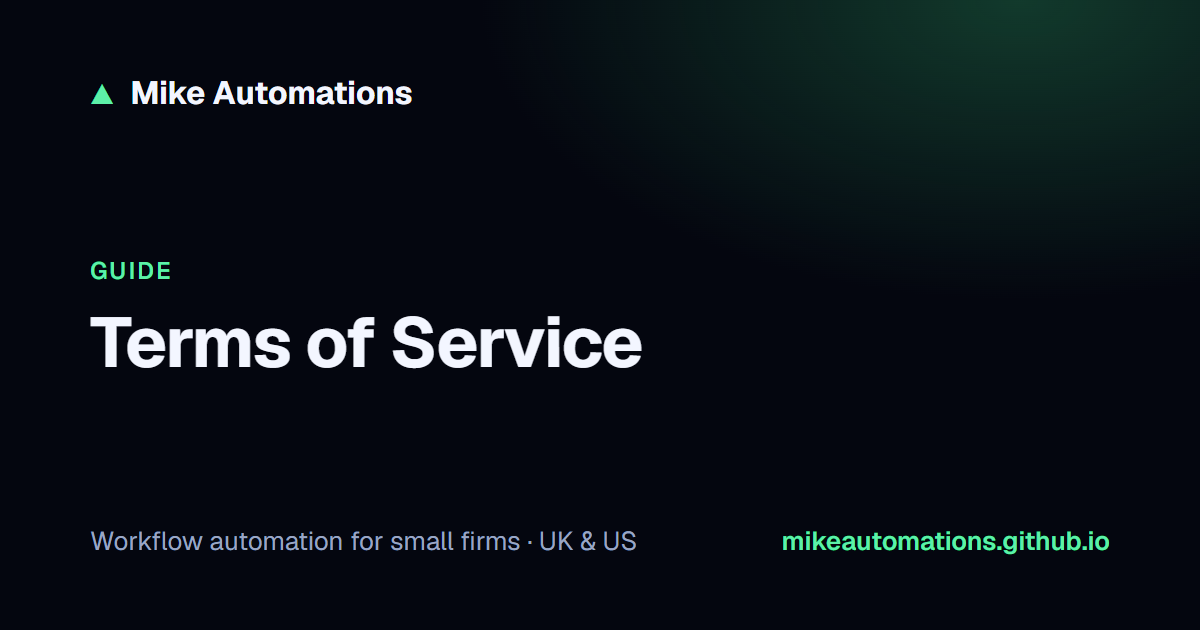 Mike Automations
GUIDE
Terms of Service
Workflow automation for small firms · UK & US
mikeautomations.github.io